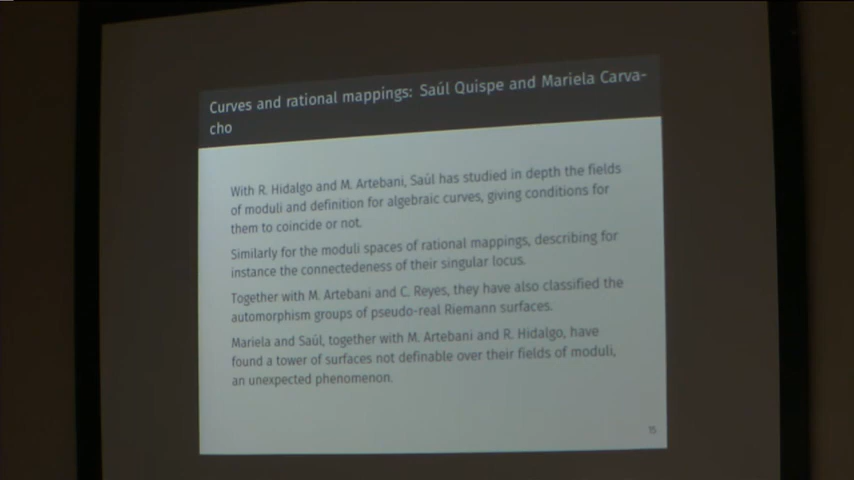 Curves and rational mappings: Saúl Quispe and Mariela Carva-
cho
With R. Hidalgo and M. Artebani, Saúl has studied in depth the fields
of moduli and definition for algebraic curves, giving conditions for
them to coincide or not.
Similarly for the moduli spaces of rational mappings, describing for
instance the connectedeness of their singular locus.
Together with M. Artebani and C. Reyes, they have also classified the
automorphism groups of pseudo-real Riemann surfaces.
Mariela and Saúl, together with M. Artebani and R. Hidalgo, have
found a tower of surfaces not definable over their fields of moduli,
an unexpected phenomenon.
15